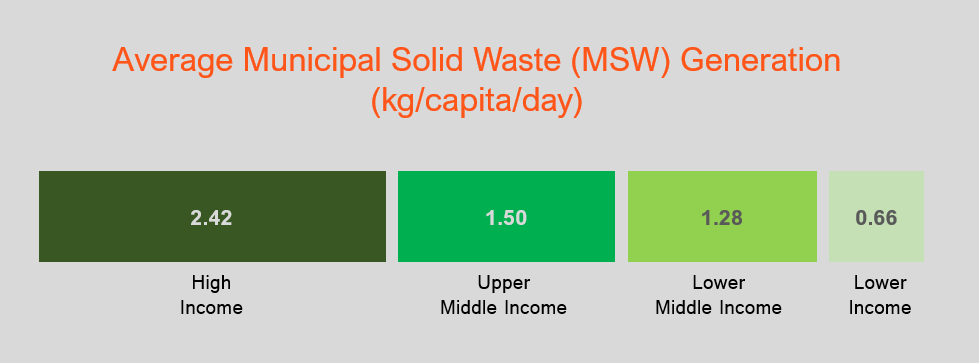 Average Municipal Solid Waste (MSW) Generation
(kg/capita/day)
2.42
1.50
1.28
0.66
High
Income
Upper
Middle Income
Lower
Middle Income
Lower
Income